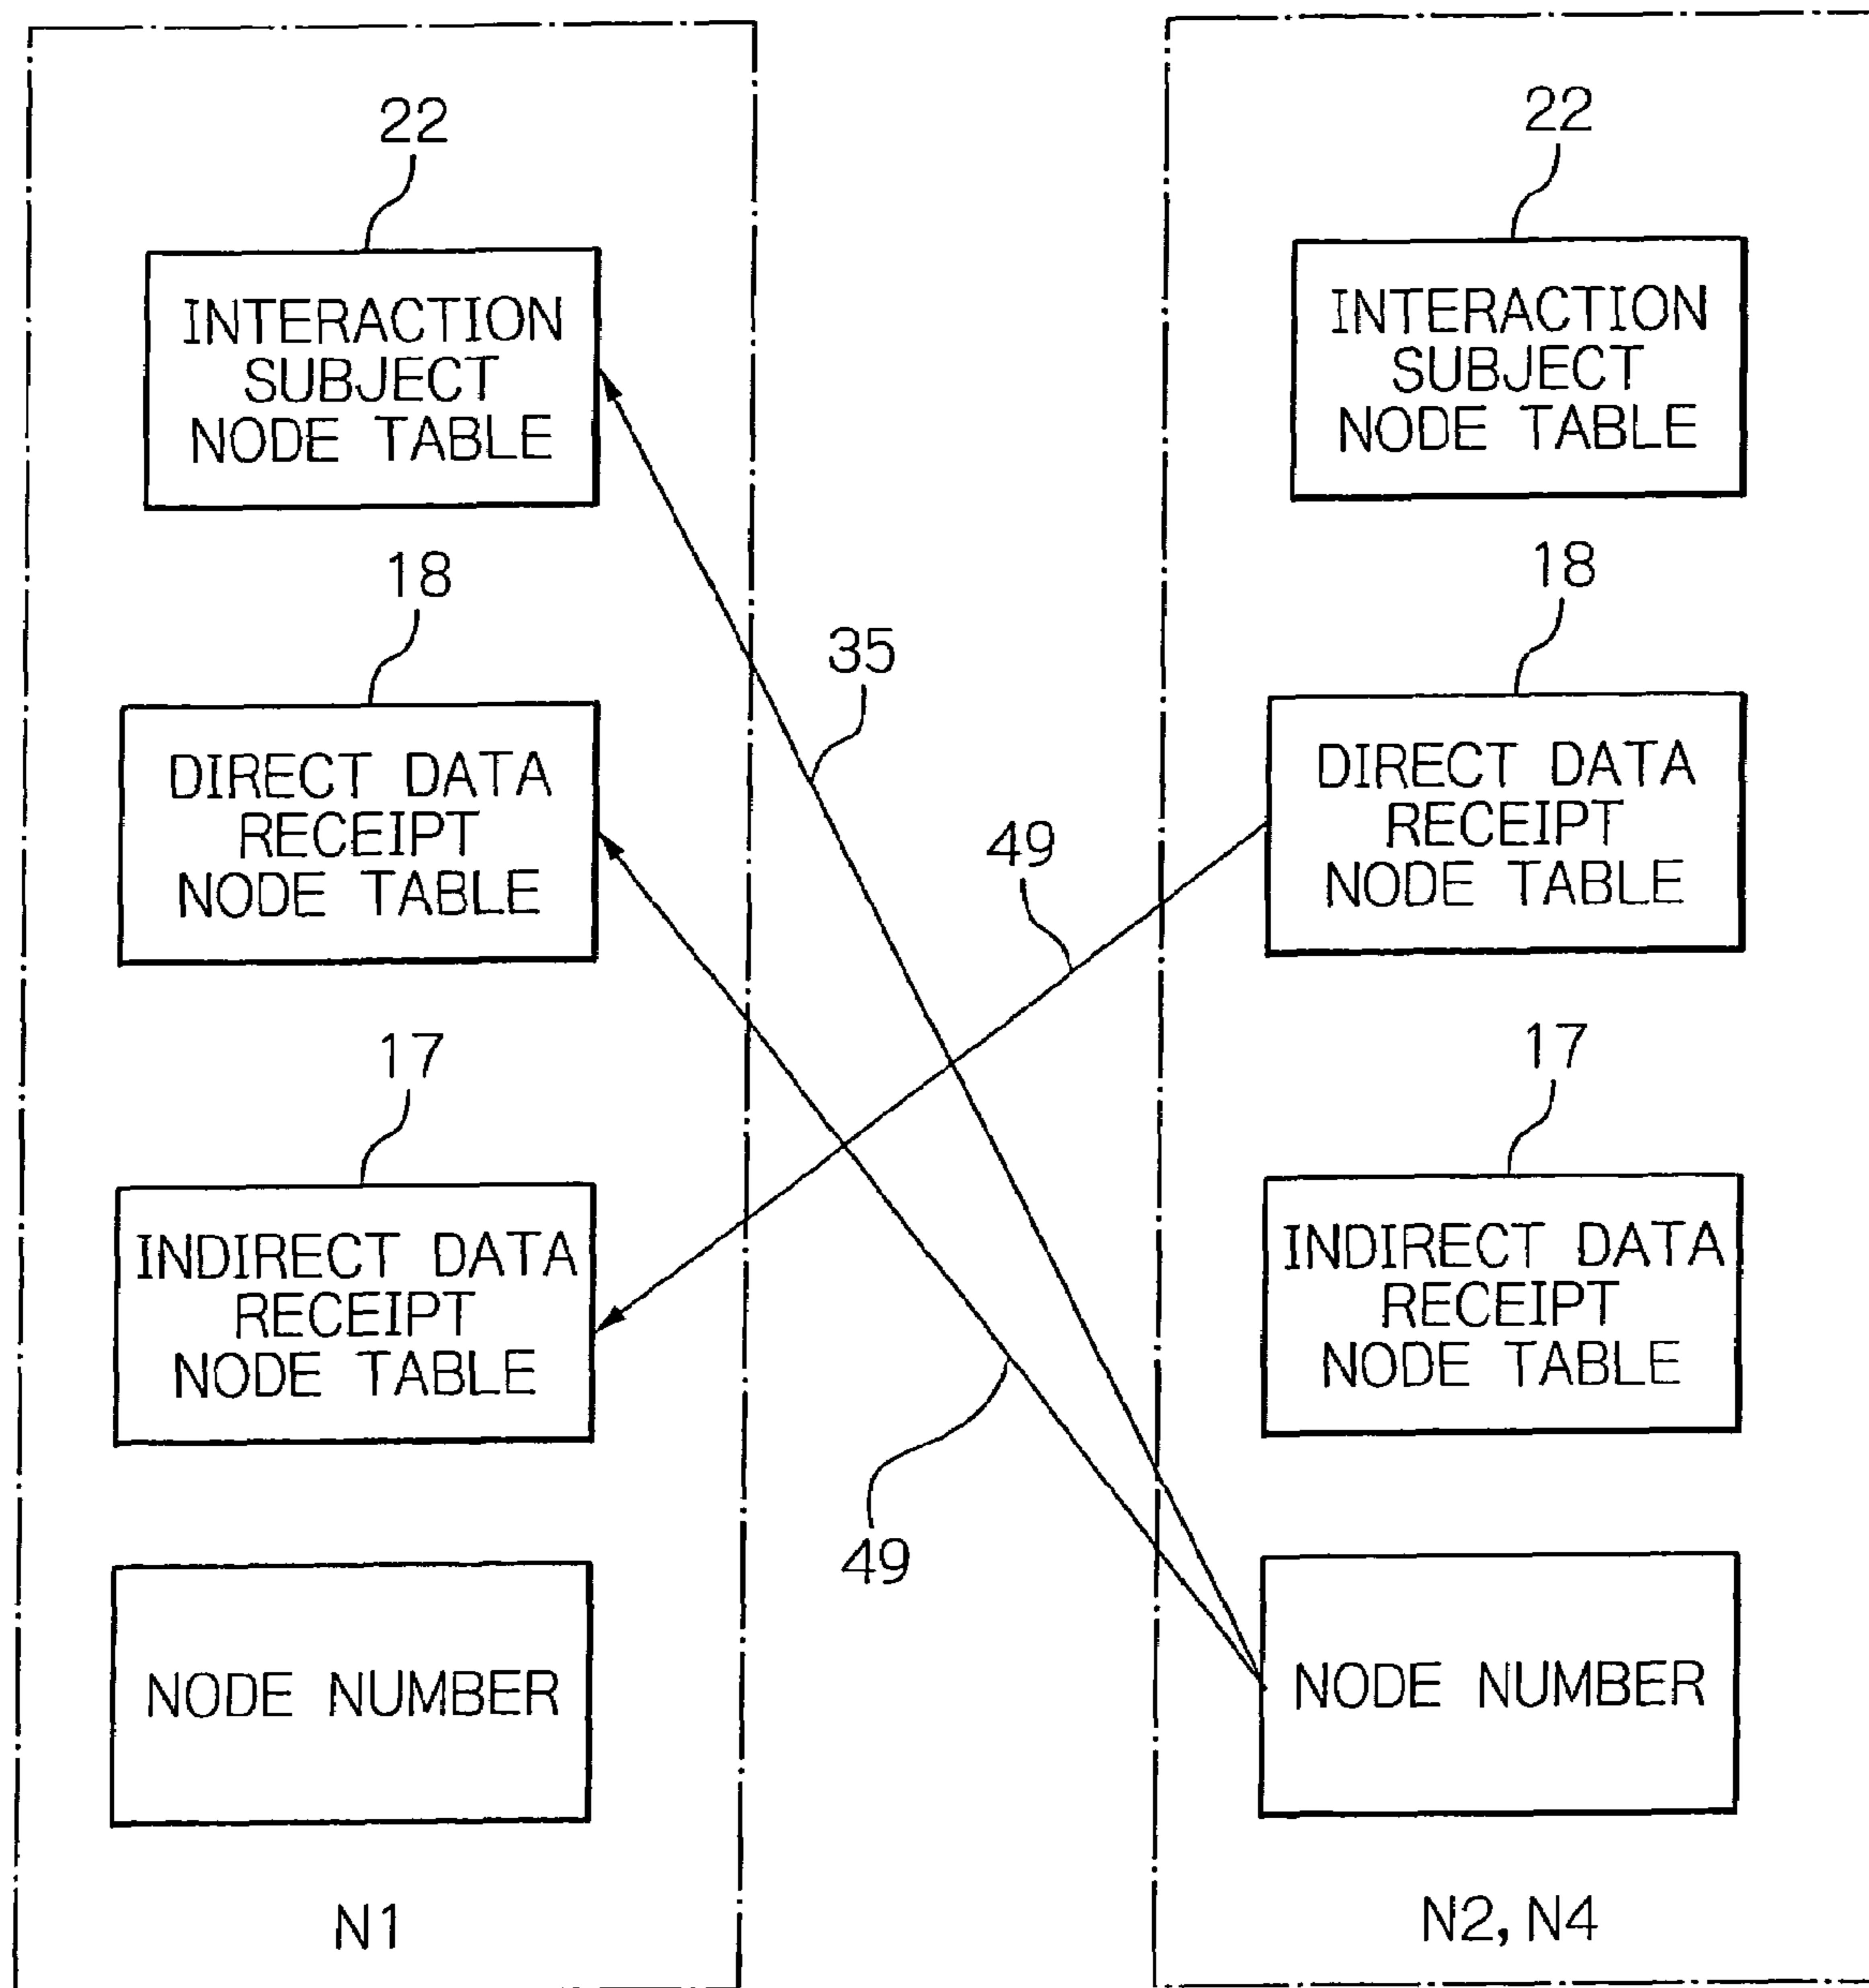 22
INTERACTION
SUBJECT
NODE TABLE
18
DIRECT DATA
RECEIPT
NODE TABLE
17
INDIRECT DATA
RECEIPT
NODE TABLE
NODE NUMBER
N1
35
49
49
22
INTERACTION
SUBJECT
NODE TABLE
18
DIRECT DATA
RECEIPT
NODE TABLE
17
INDIRECT DATA
RECEIPT
NODE TABLE
NODE NUMBER
N2, N4